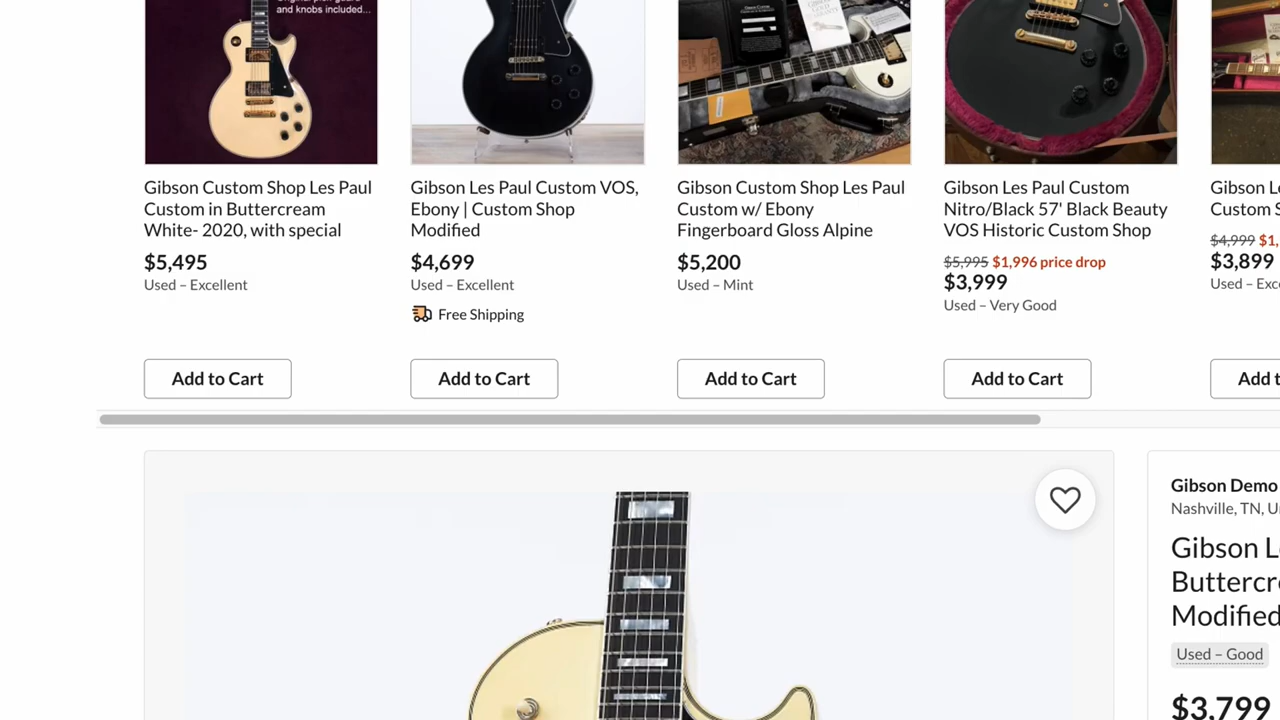 and knobs included...
Gibson Custom Shop Les Paul
Custom in Buttercream
White- 2020, with special
$5,495
Used – Excellent
Add to Cart
Gibson Les Paul Custom VOS,
Ebony | Custom Shop
Modified
$4,699
Used – Excellent
Free Shipping
Add to Cart
Gibson Custom Shop Les Paul
Custom w/ Ebony
Fingerboard Gloss Alpine
$5,200
Used – Mint
Add to Cart
Gibson Les Paul Custom
Nitro/Black 57' Black Beauty
VOS Historic Custom Shop
$5,995 $1,996 price drop
$3,999
Used – Very Good
Add to Cart
Gibson L
Custom S
$4,999 $1,
$3,899
Used – Exc
Add t
Gibson Demo
Nashville, TN, U
Gibson L
Buttercr
Modified
Used – Good
$3,799